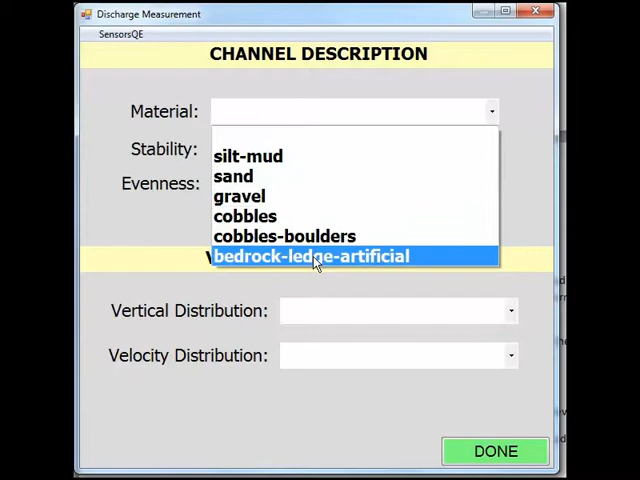 Discharge Measurement
SensorsQE
CHANNEL DESCRIPTION
Material:
Stability:
Evenness:
silt-mud
sand
gravel
cobbles
cobbles-boulders
bedrock-ledge-artificial
Vertical Distribution:
Velocity Distribution:
DONE